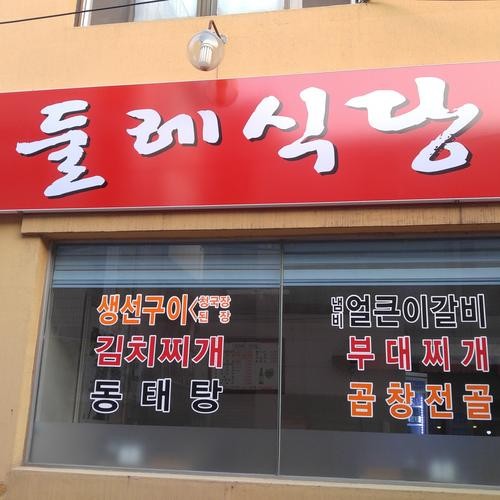 둘레식당
생선구이<청국장
된장
김치찌개
동태탕
냄비 얼큰이갈비
부대찌개
곱창전골